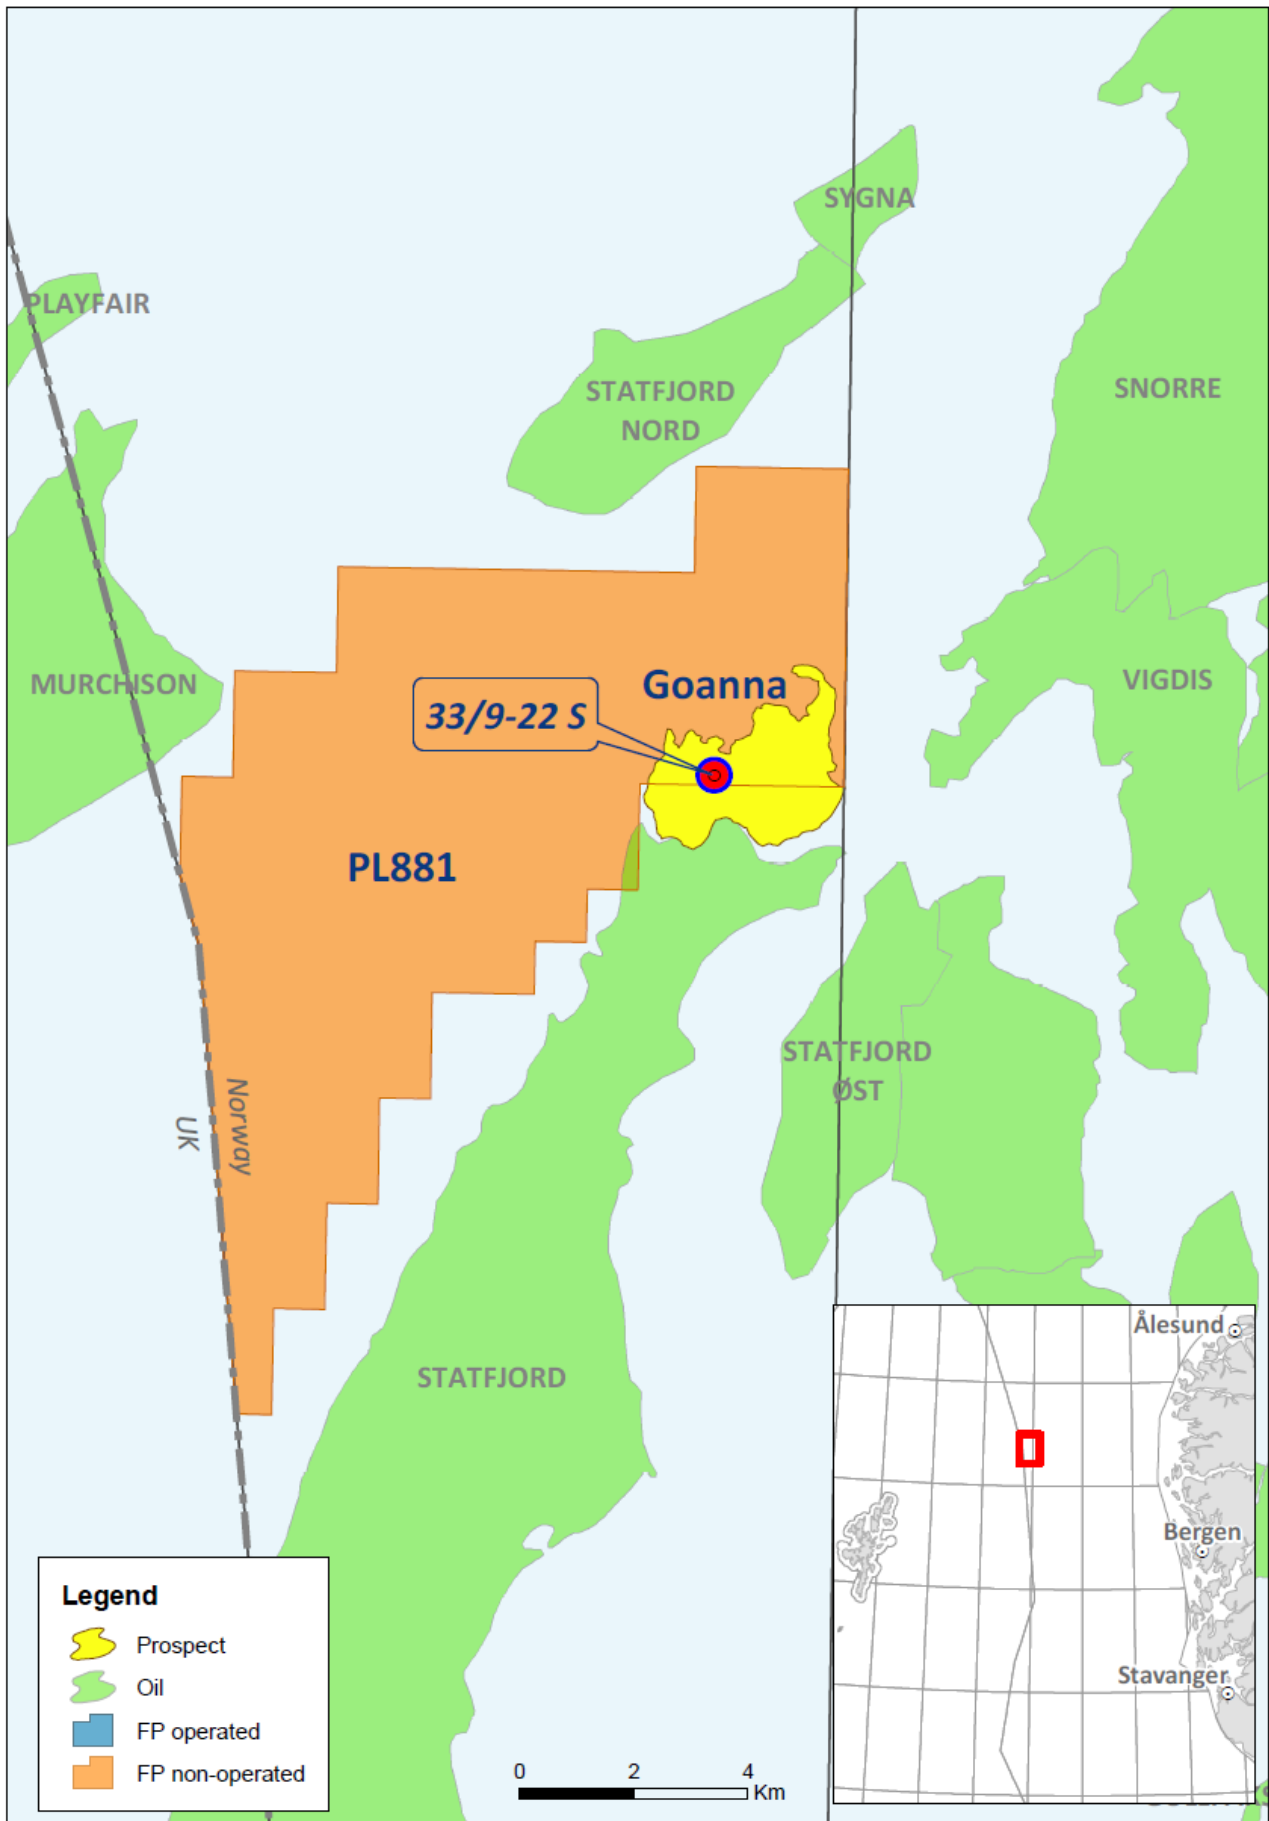 SYGNA
PLAYFAIR
STATFJORD
NORD
SNORRE
MURCHISON
Goanna
VIGDIS
33/9-22 S
PL881
STATFJORD
ØST
Norway
UK
STATFJORD
Ålesund
Bergen
Stavanger
Legend
Prospect
Oil
FP operated
FP non-operated
0 2 4
Km